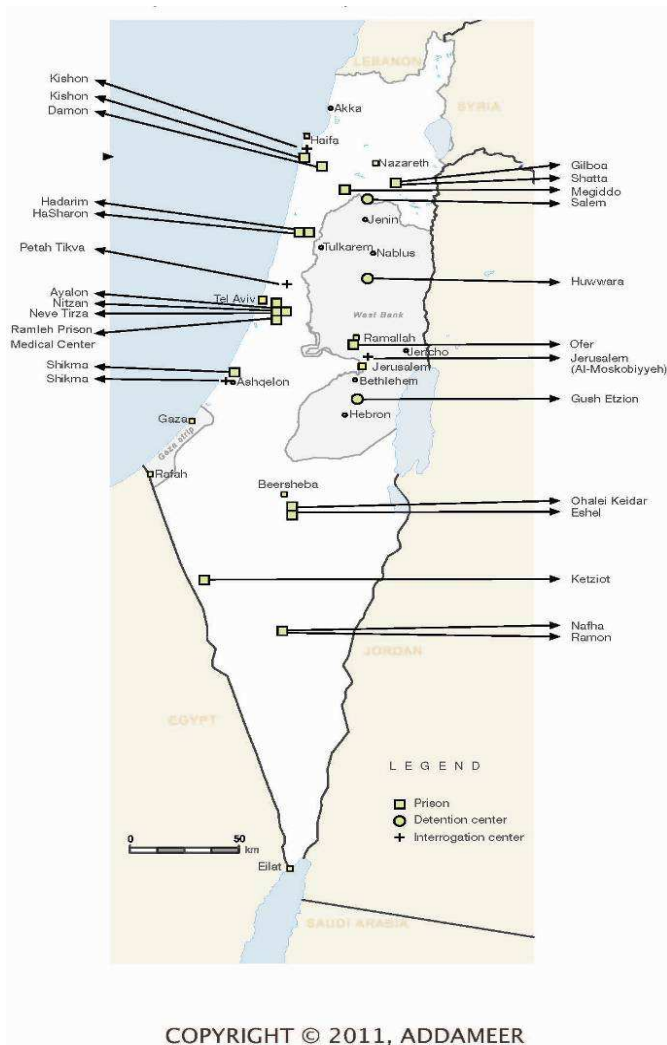 LEBANON
SYRIA
Kishon
Kishon
Damon
Akka
Haifa
Nazareth
Gilboa
Shatta
Megiddo
Salem
Hadarim
HaSharon
Jenin
Tulkarem
Nablus
Petah Tikva
Huwwara
Ayalon
Nitzan
Neve Tirza
Ramleh Prison
Medical Center
Tel Aviv
West Bank
Ramallah
Ofer
Jericho
Jerusalem
(Al-Moskobiyyeh)
Jerusalem
Shikma
Shikma
Ashqelon
Bethlehem
Gush Etzion
Hebron
Gaza
Gaza strip
Rafah
Beersheba
Ohalei Keidar
Eshel
Ketziot
Nafha
Ramon
JORDAN
EGYPT
LEGEND
Prison
Detention center
Interrogation center
0 50
km
Eilat
SAUDI ARABIA
COPYRIGHT © 2011, ADDAMEER